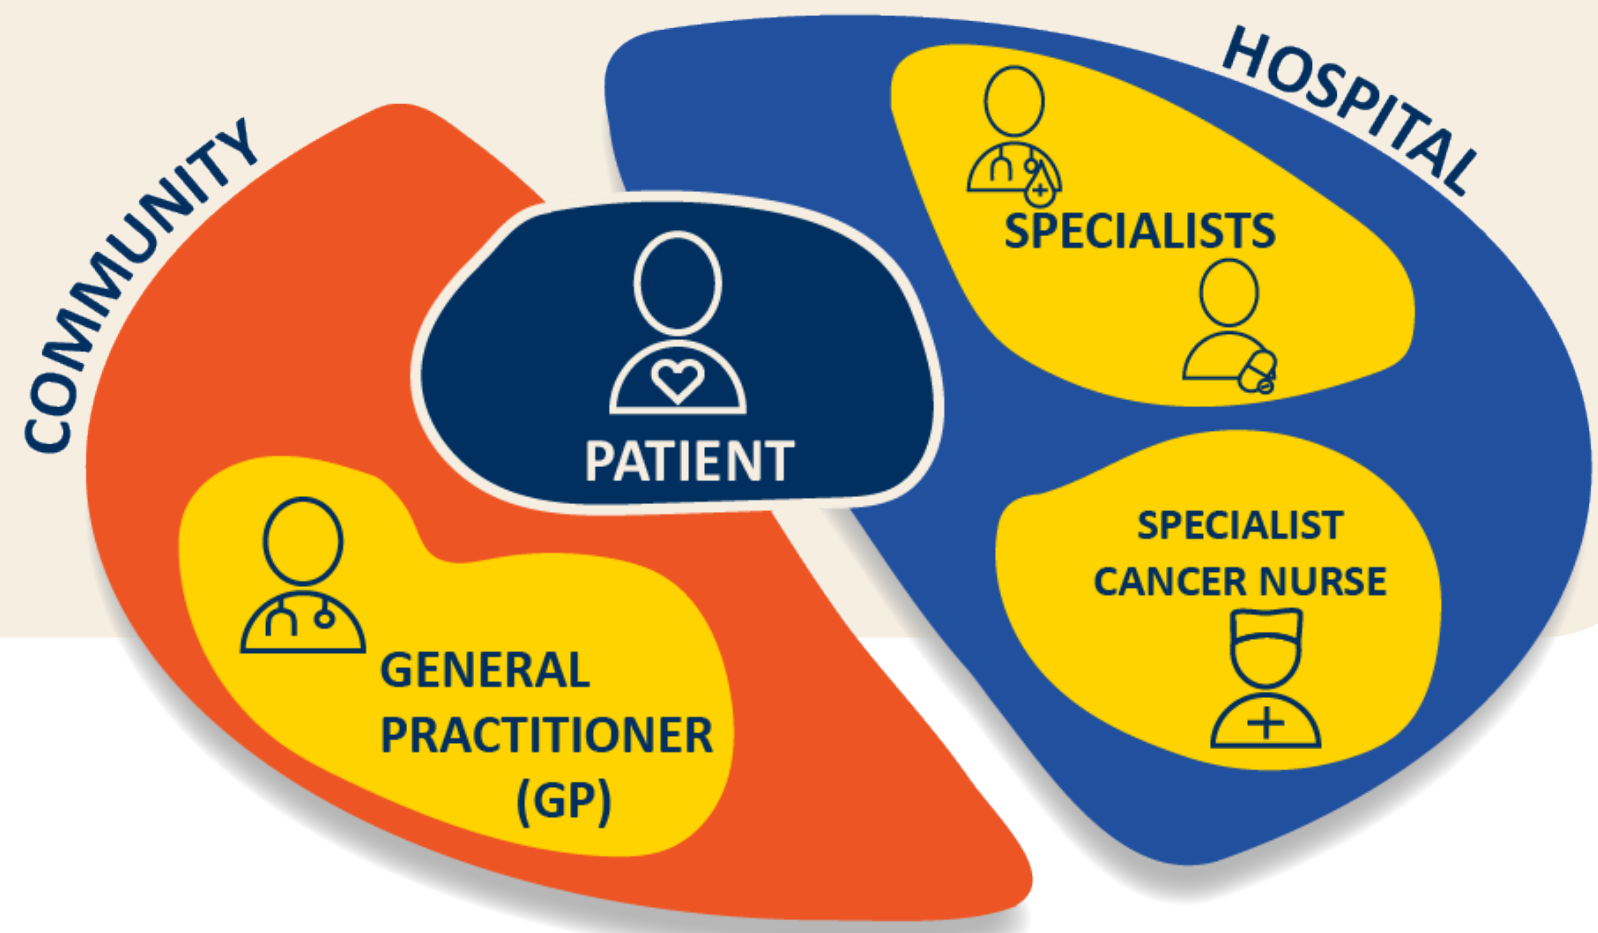 COMMUNITY
HOSPITAL
SPECIALISTS
PATIENT
SPECIALIST
CANCER NURSE
GENERAL
PRACTITIONER
(GP)